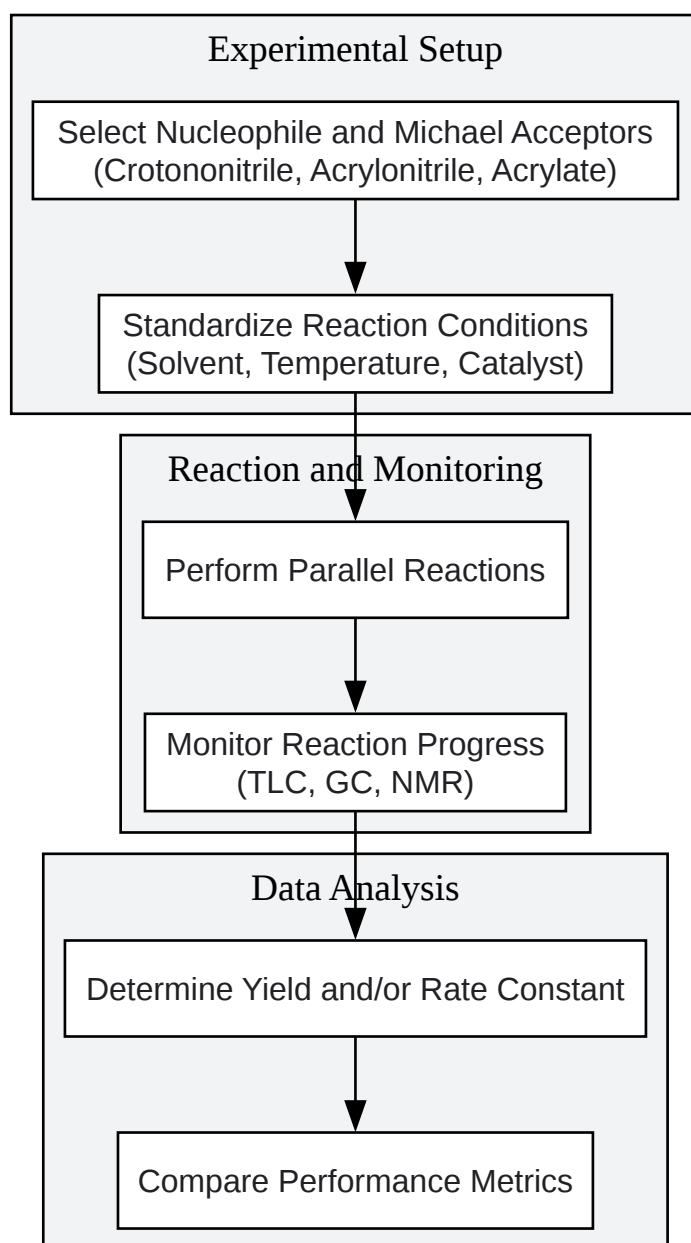 Experimental Setup
Select Nucleophile and Michael Acceptors
(Crotononitrile, Acrylonitrile, Acrylate)
Standardize Reaction Conditions
(Solvent, Temperature, Catalyst)
Reaction and Monitoring
Perform Parallel Reactions
Monitor Reaction Progress
(TLC, GC, NMR)
Data Analysis
Determine Yield and/or Rate Constant
Compare Performance Metrics